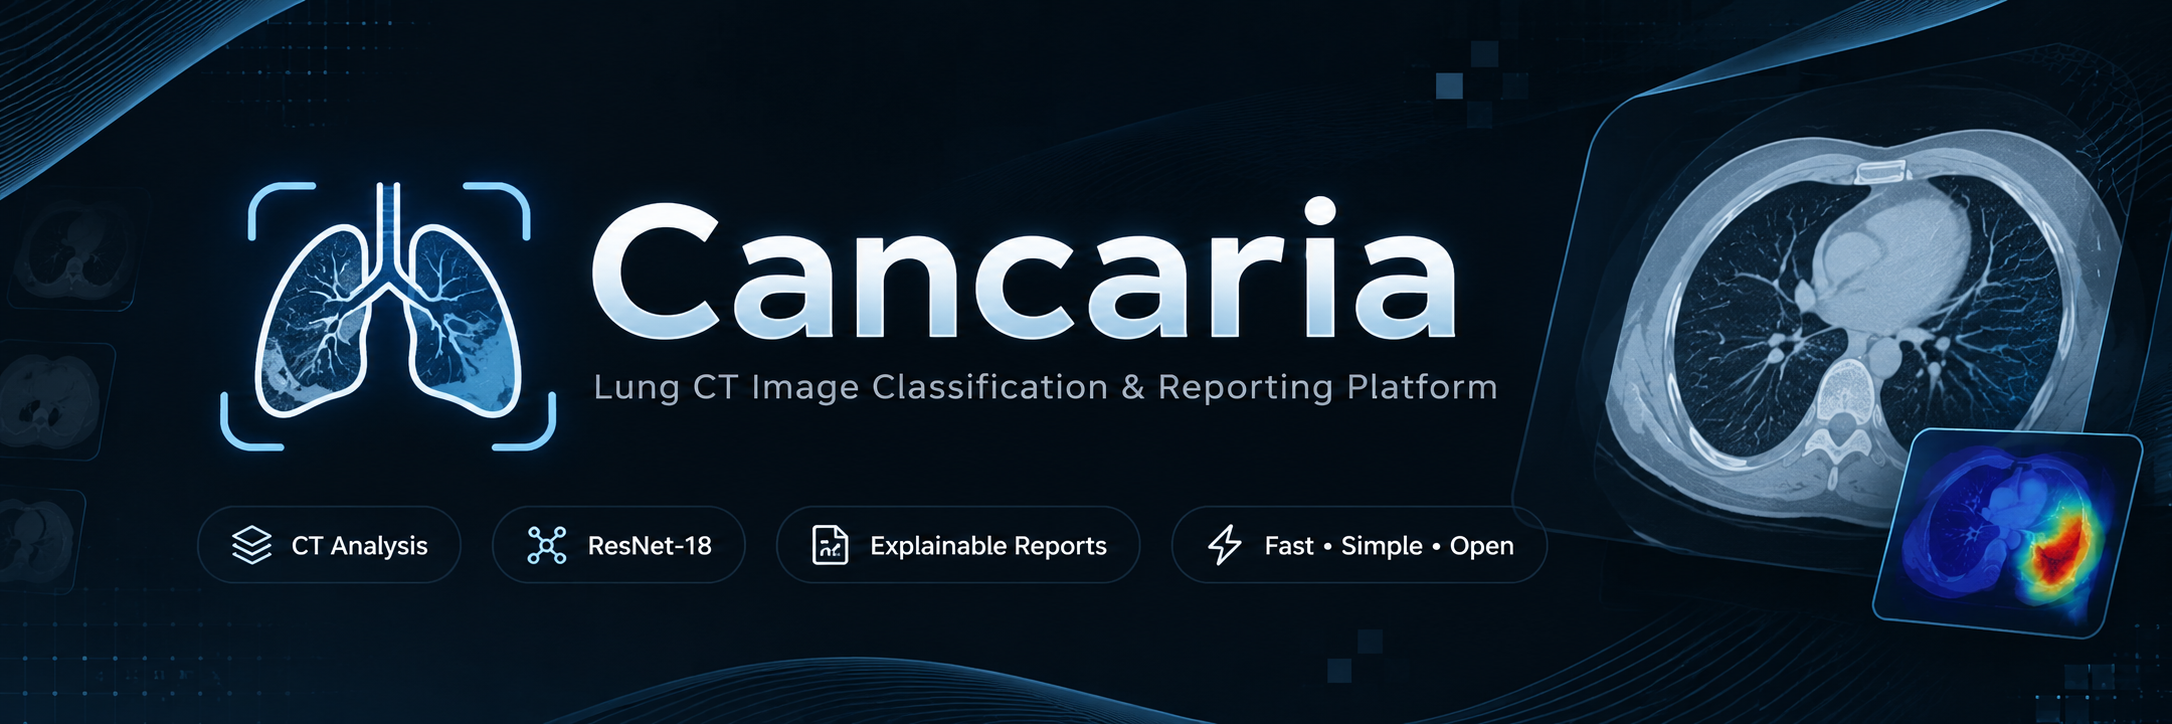 Cancaria
Lung CT Image Classification & Reporting Platform
CT Analysis
ResNet-18
Explainable Reports
Fast • Simple • Open